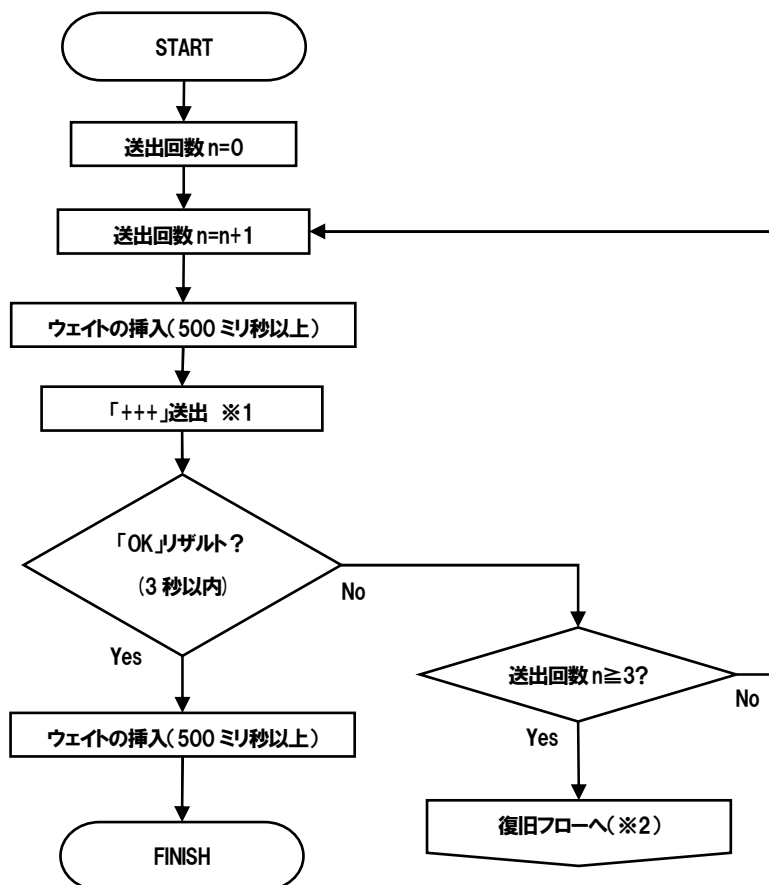 START
送出回数 n=0
送出回数 n=n+1
ウェイトの挿入(500 ミリ秒以上)
「+++」送出 ※1
「OK」リザルト?
(3 秒以内)
No
Yes
送出回数 n≧3?
No
Yes
ウェイトの挿入(500 ミリ秒以上)
復旧フローへ(※2)
FINISH